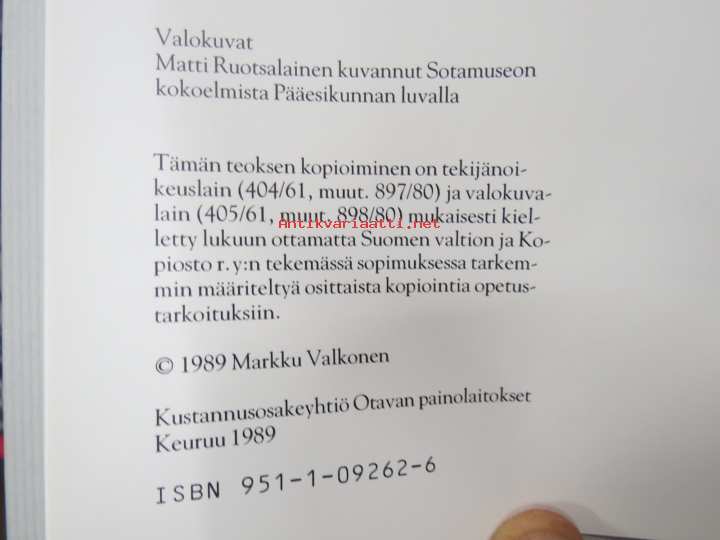 Valokuvat
Matti Ruotsalainen kuvannut Sotamuseon
kokoelmista Pääesikunnan luvalla
Tämän teoksen kopioiminen on tekijänoi-
keuslain (404/61, muut. 897/80) ja valokuva-
lain (405/61, muut. 898/80) mukaisesti kiel-
Antikvariaatti.net
letty lukuun ottamatta Suomen valtion ja Ko-
piosto r.y:n tekemässä sopimuksessa tarkem-
min määriteltyä osittaista kopiointia opetus-
tarkoituksiin.
© 1989 Markku Valkonen
Kustannusosakeyhtiö Otavan painolaitokset
Keuruu 1989
ISBN 951-1-09262-6